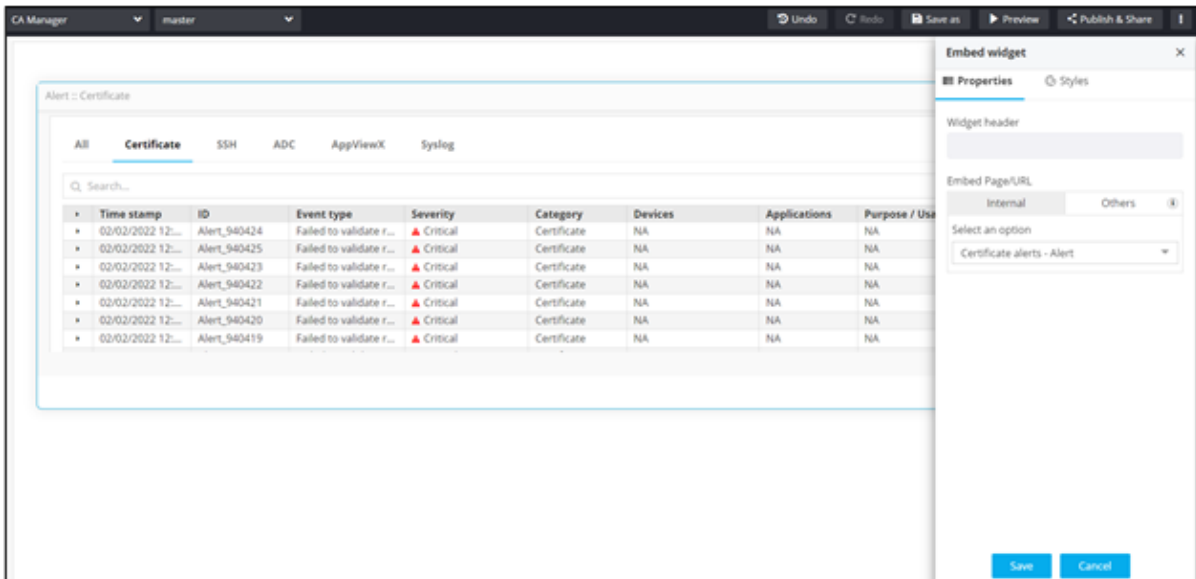 CA Manager master Undo Redo Save as Preview Publish & Share
Embed widget
Properties Styles
Alert :: Certificate
Widget header
All Certificate SSH ADC AppViewX Syslog
Embed Page/URL
Search...
Internal Others
Time stamp ID Event type Severity Category Devices Applications Purpose / Usa
02/02/2022 12:... Alert_940424 Failed to validate r... Critical Certificate NA NA NA
Select an option
02/02/2022 12:... Alert_940425 Failed to validate r... Critical Certificate NA NA NA
Certificate alerts - Alert
02/02/2022 12:... Alert_940423 Failed to validate r... Critical Certificate NA NA NA
02/02/2022 12:... Alert_940422 Failed to validate r... Critical Certificate NA NA NA
02/02/2022 12:... Alert_940421 Failed to validate r... Critical Certificate NA NA NA
02/02/2022 12:... Alert_940420 Failed to validate r... Critical Certificate NA NA NA
02/02/2022 12:... Alert_940419 Failed to validate r... Critical Certificate NA NA NA
Save Cancel